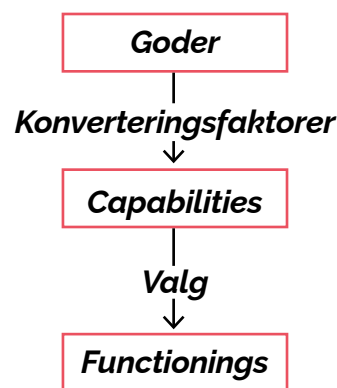 Goder
Konverteringsfaktorer
Capabilities
Valg
Functionings